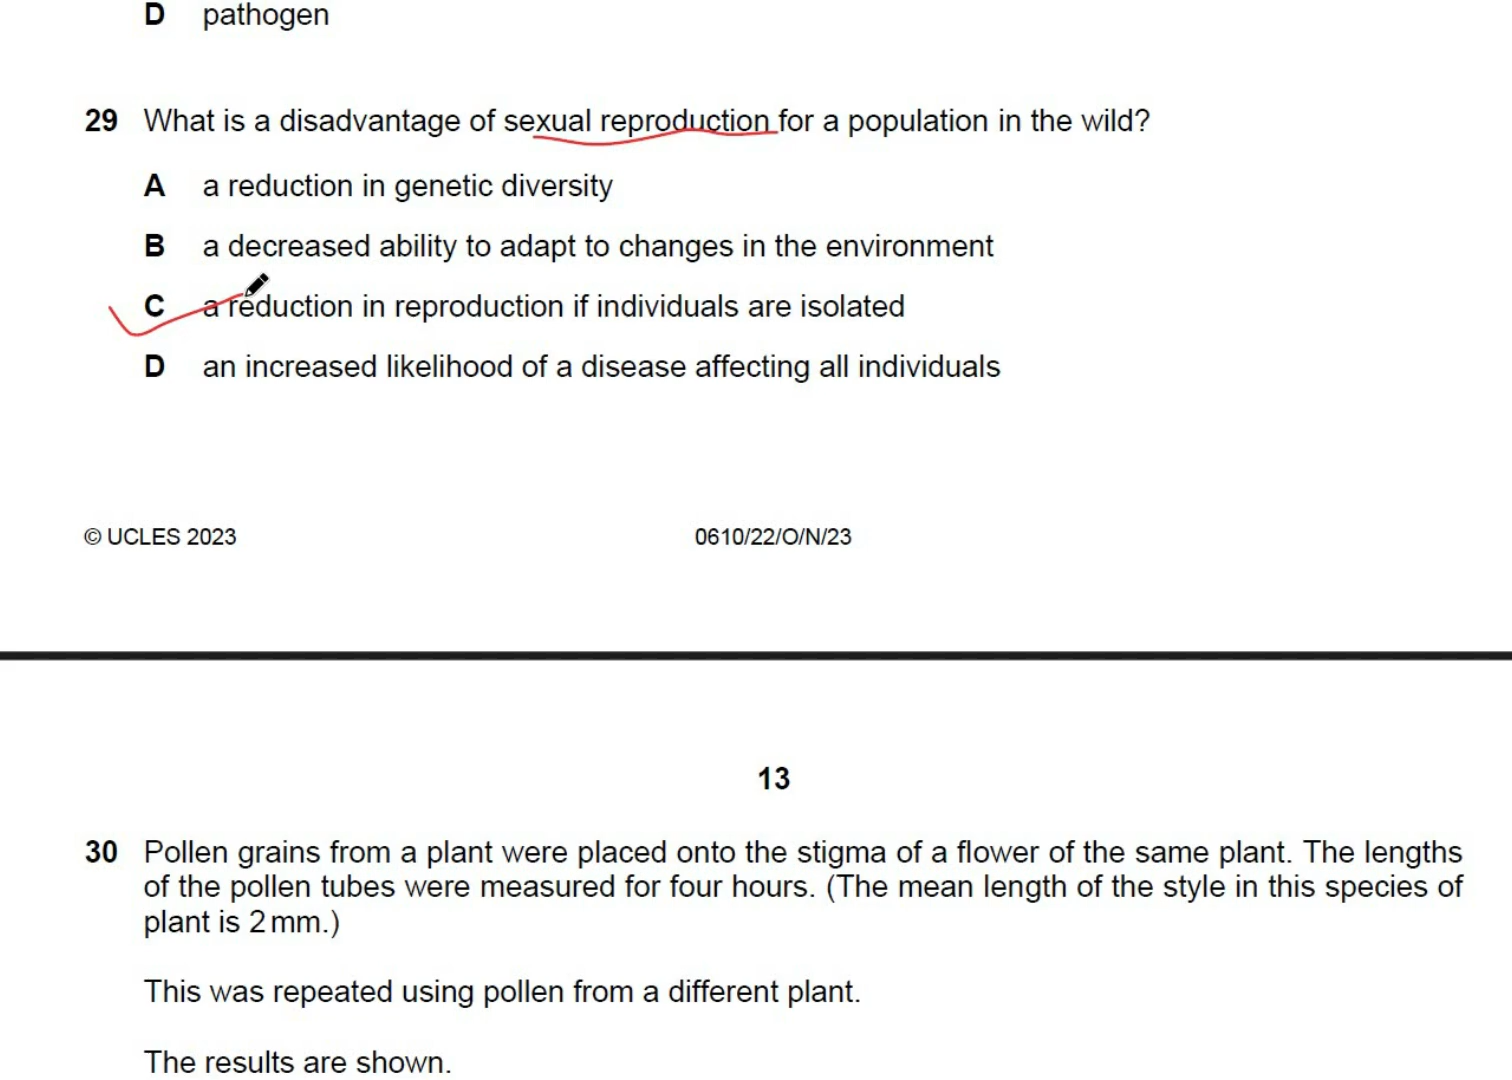 D pathogen
29 What is a disadvantage of sexual reproduction for a population in the wild?
A a reduction in genetic diversity
B a decreased ability to adapt to changes in the environment
C a reduction in reproduction if individuals are isolated
D an increased likelihood of a disease affecting all individuals
© UCLES 2023 0610/22/O/N/23
13
30 Pollen grains from a plant were placed onto the stigma of a flower of the same plant. The lengths
of the pollen tubes were measured for four hours. (The mean length of the style in this species of
plant is 2 mm.)
This was repeated using pollen from a different plant.
The results are shown.